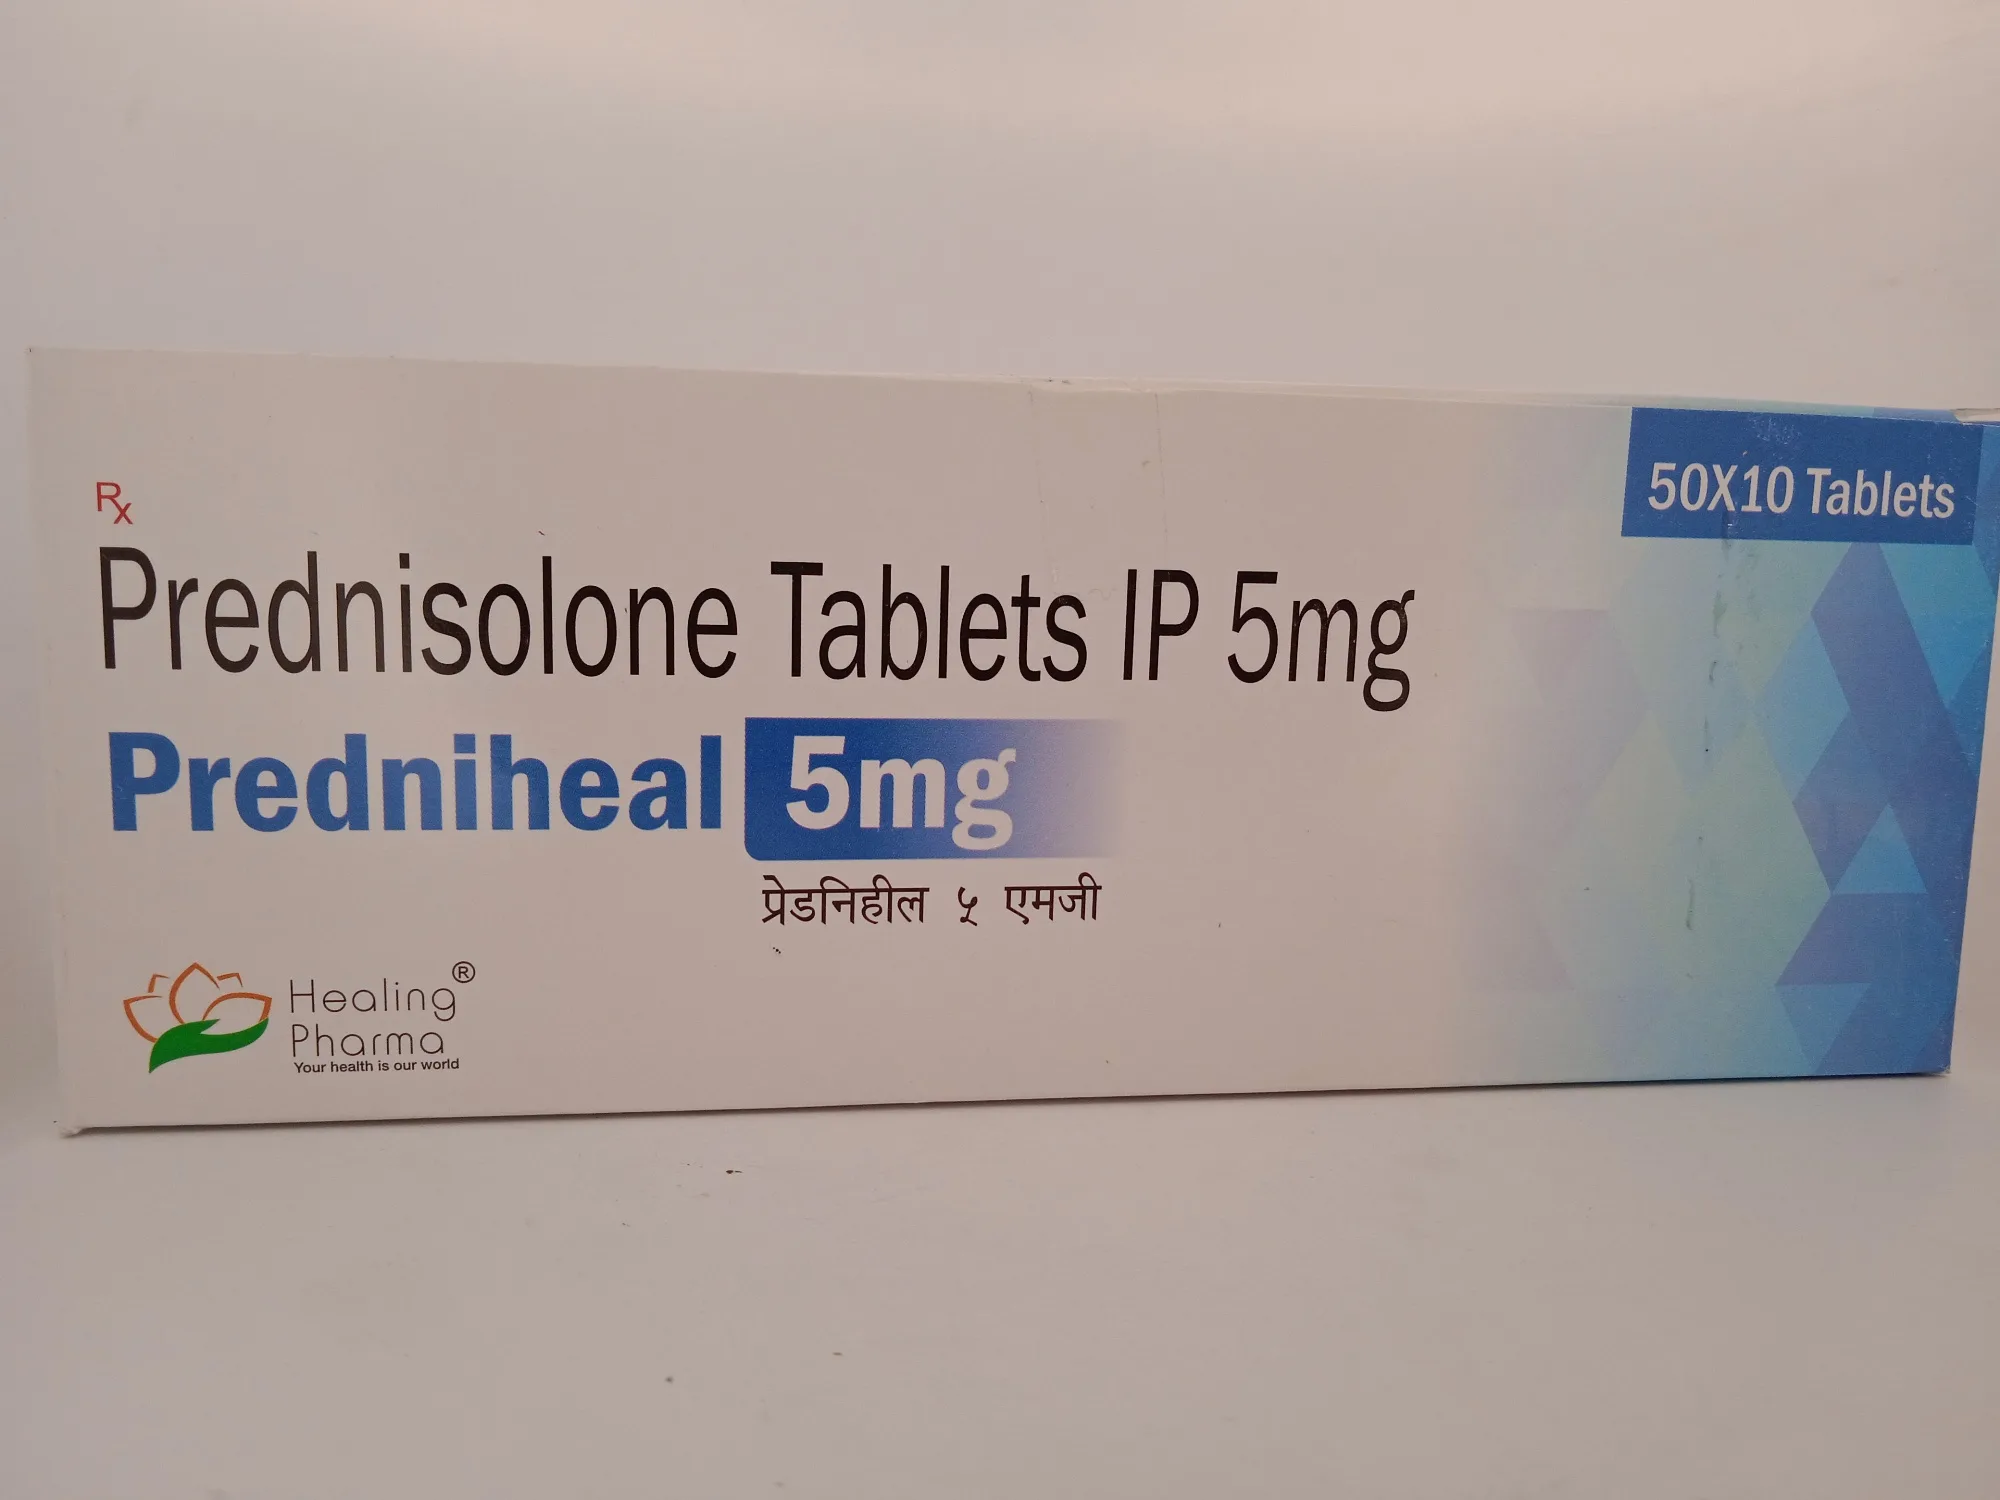 50X10 Tablets
Rx
Prednisolone Tablets IP 5mg
Predniheal 5mg
प्रेडनिहील ५ एमजी
Healing ®
Pharma
Your health is our world